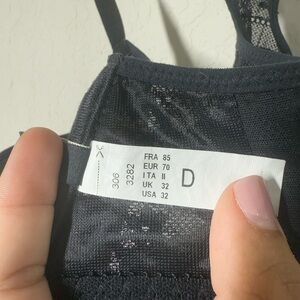 306
3282
FRA 85
EUR 70
ITA II
UK 32
USA 32
D